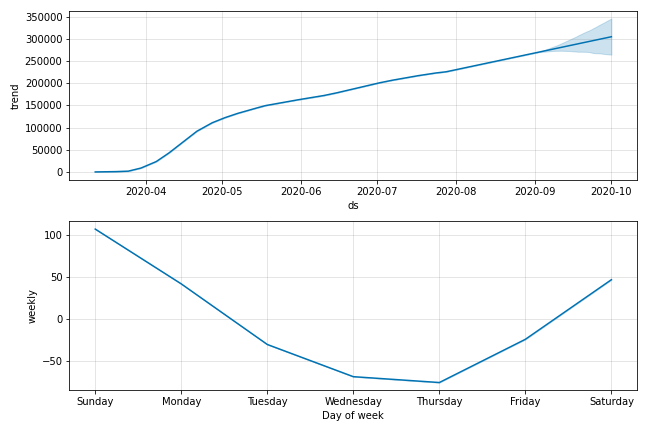 350000
300000
250000
200000
150000
100000
50000
0
trend
2020-04 2020-05 2020-06 2020-07 2020-08 2020-09 2020-10
ds
100
50
0
−50
weekly
Sunday Monday Tuesday Wednesday Thursday Friday Saturday
Day of week